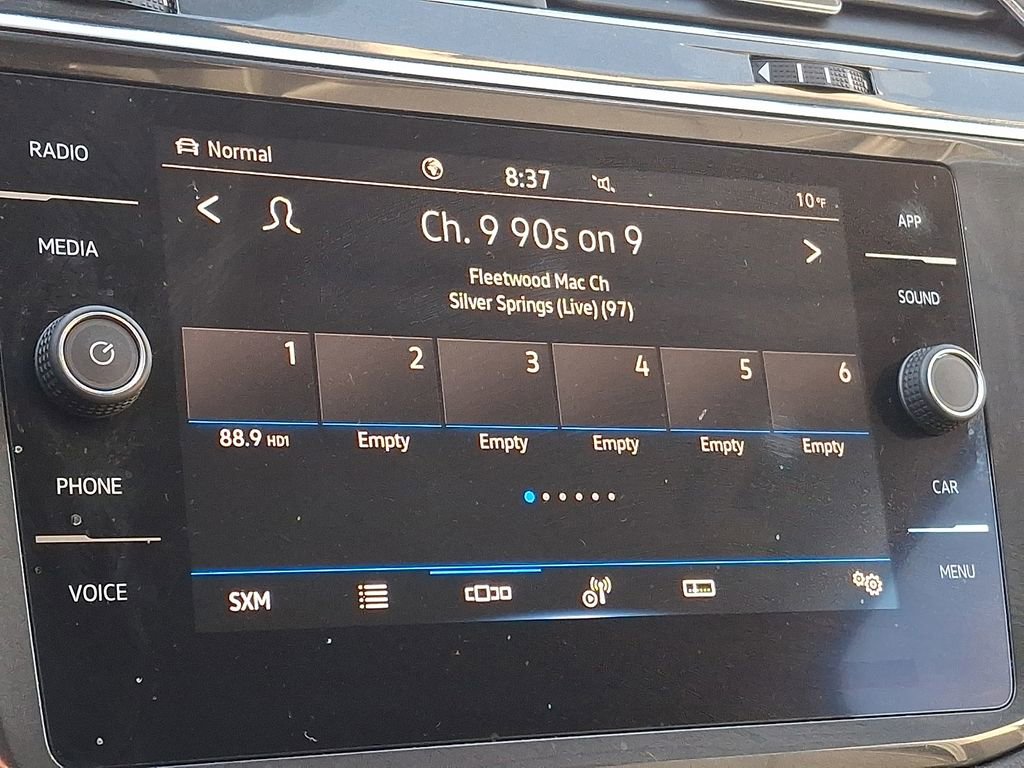 RADIO
MEDIA
PHONE
VOICE
Normal
8:37
10°F
Ch. 9 90s on 9
Fleetwood Mac Ch
Silver Springs (Live) (97)
1 2 3 4 5 6
88.9 HD1 Empty Empty Empty Empty Empty
SXM
APP
SOUND
CAR
MENU